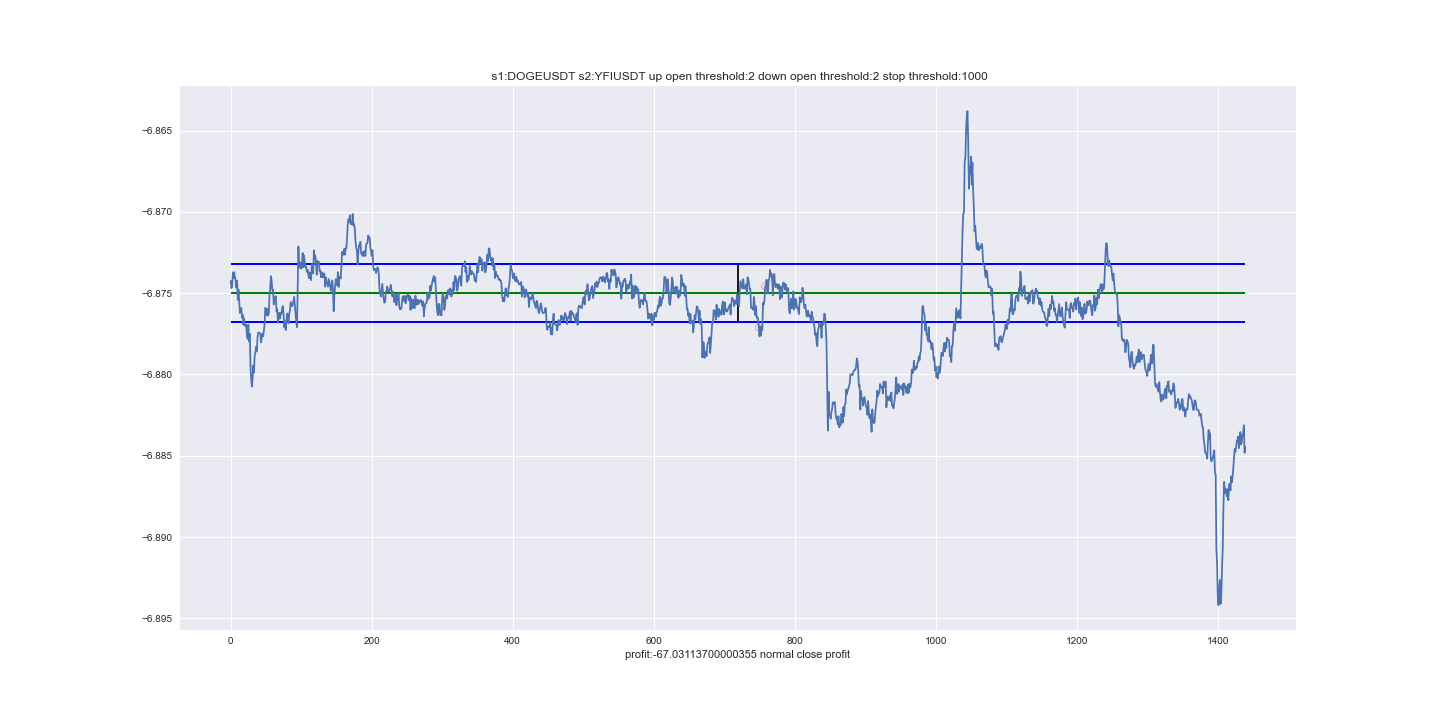 s1:DOGEUSDT s2:YFIUSDT up open threshold:2 down open threshold:2 stop threshold:1000
−6.865
−6.870
−6.875
−6.880
−6.885
−6.890
−6.895
0 200 400 600 800 1000 1200 1400
profit:-67.03113700000355 normal close profit